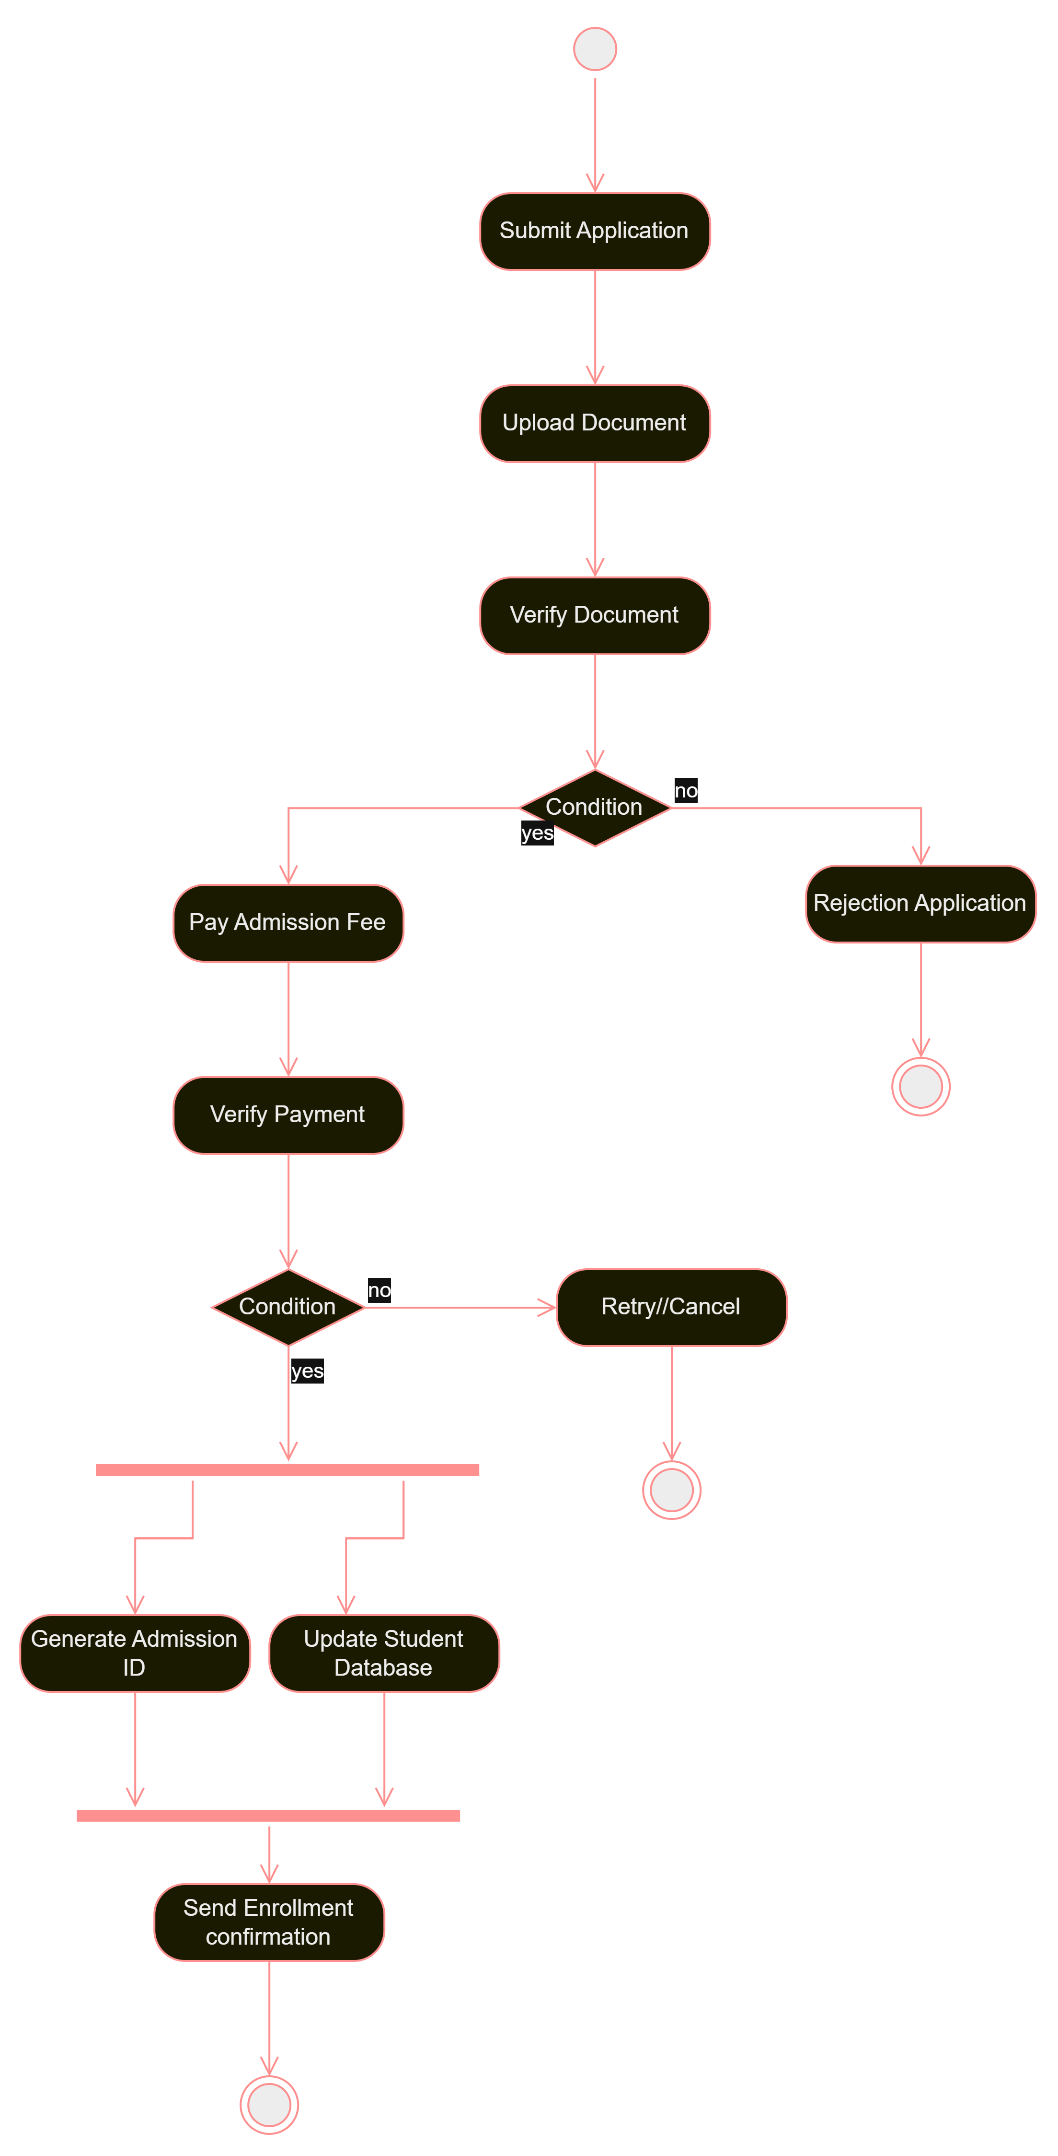 Submit Application
Upload Document
Verify Document
Condition
no
yes
Rejection Application
Pay Admission Fee
Verify Payment
Condition
no
Retry//Cancel
yes
Generate Admission
ID
Update Student
Database
Send Enrollment
confirmation